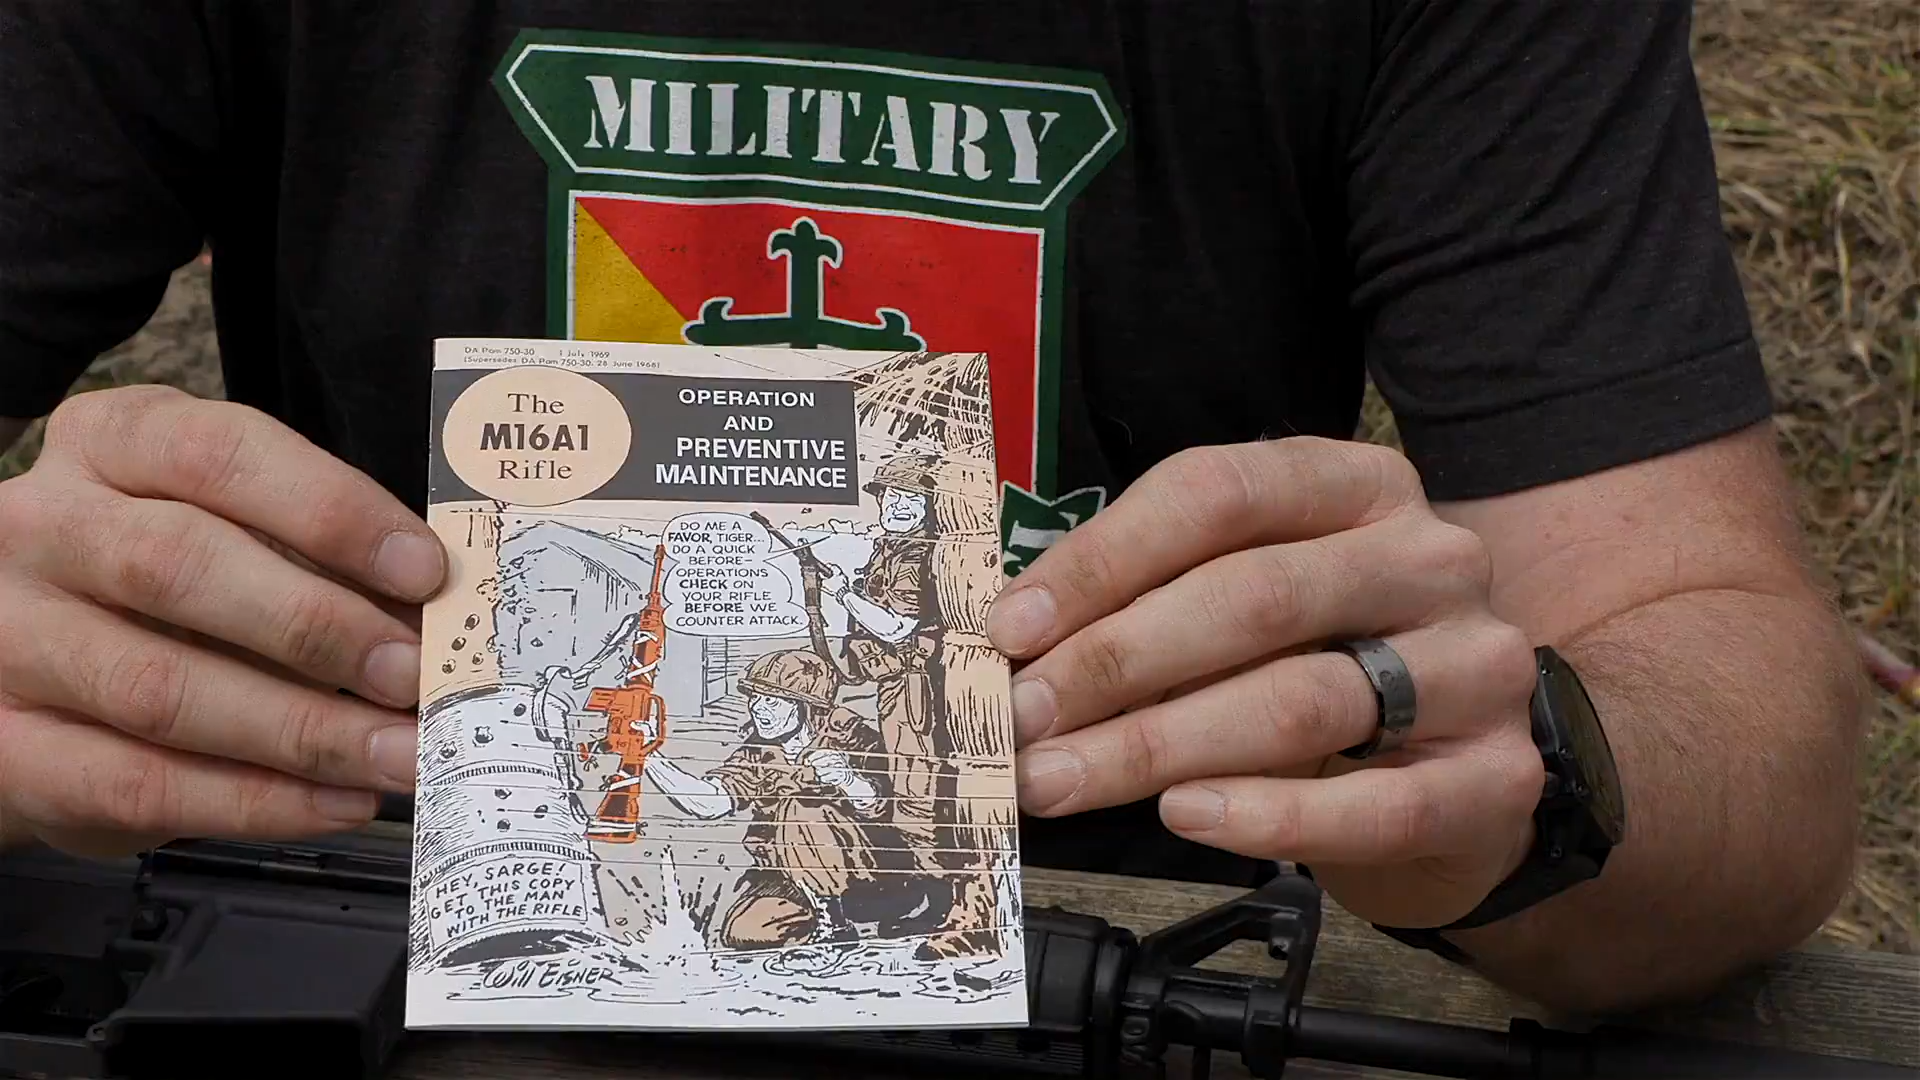 MILITARY
DA Pam 750-30 1 July 1969
(Supersedes DA Pam 750-30, 28 June 1968)
The
M16A1
Rifle
OPERATION
AND
PREVENTIVE
MAINTENANCE
DO ME A
FAVOR, TIGER...
DO A QUICK
BEFORE-
OPERATIONS
CHECK ON
YOUR RIFLE
BEFORE WE
COUNTER ATTACK.
HEY, SARGE!
GET THIS COPY
TO THE MAN
WITH THE RIFLE
Will EISNER